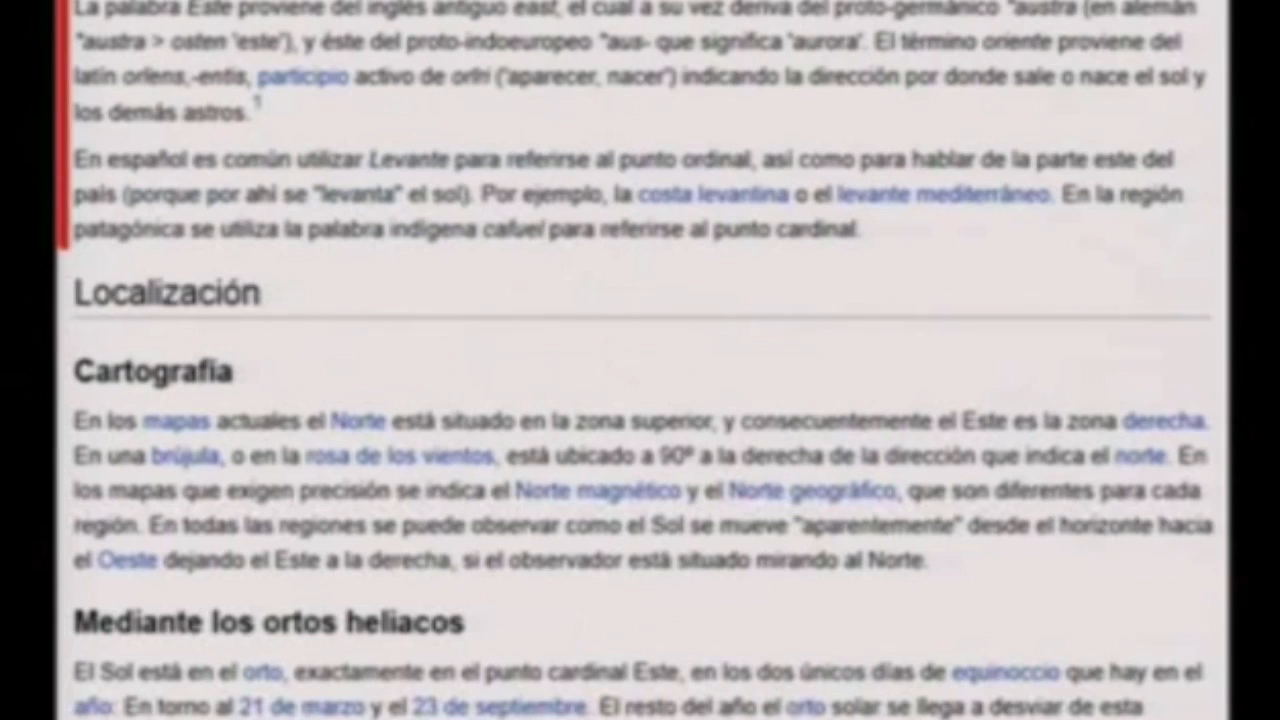 La palabra Este proviene del inglés antiguo east, el cual a su vez deriva del proto-germánico *austra (en alemán
*austra > osten 'este'), y éste del proto-indoeuropeo *aus- que significa 'aurora'. El término oriente proviene del
latín orĭens,-entis, participio activo de orīri ('aparecer, nacer') indicando la dirección por donde sale o nace el sol y
los demás astros.1
En español es común utilizar Levante para referirse al punto ordinal, así como para hablar de la parte este del
país (porque por ahí se "levanta" el sol). Por ejemplo, la costa levantina o el levante mediterráneo. En la región
patagónica se utiliza la palabra indígena para referirse al punto cardinal.
Localización
Cartografía
En los mapas actuales el Norte está situado en la zona superior, y consecuentemente el Este es la zona derecha.
En una brújula, o en la rosa de los vientos, está ubicado a 90º a la derecha de la dirección que indica el norte. En
los mapas que exigen precisión se indica el Norte magnético y el Norte geográfico, que son diferentes para cada
región. En todas las regiones se puede observar como el Sol se mueve "aparentemente" desde el horizonte hacia
el Oeste dejando el Este a la derecha, si el observador está situado mirando al Norte.
Mediante los ortos heliacos
El Sol está en el orto, exactamente en el punto cardinal Este, en los dos únicos días de equinoccio que hay en el
año: En torno al 21 de marzo y el 23 de septiembre. El resto del año el orto solar se llega a desviar de esta